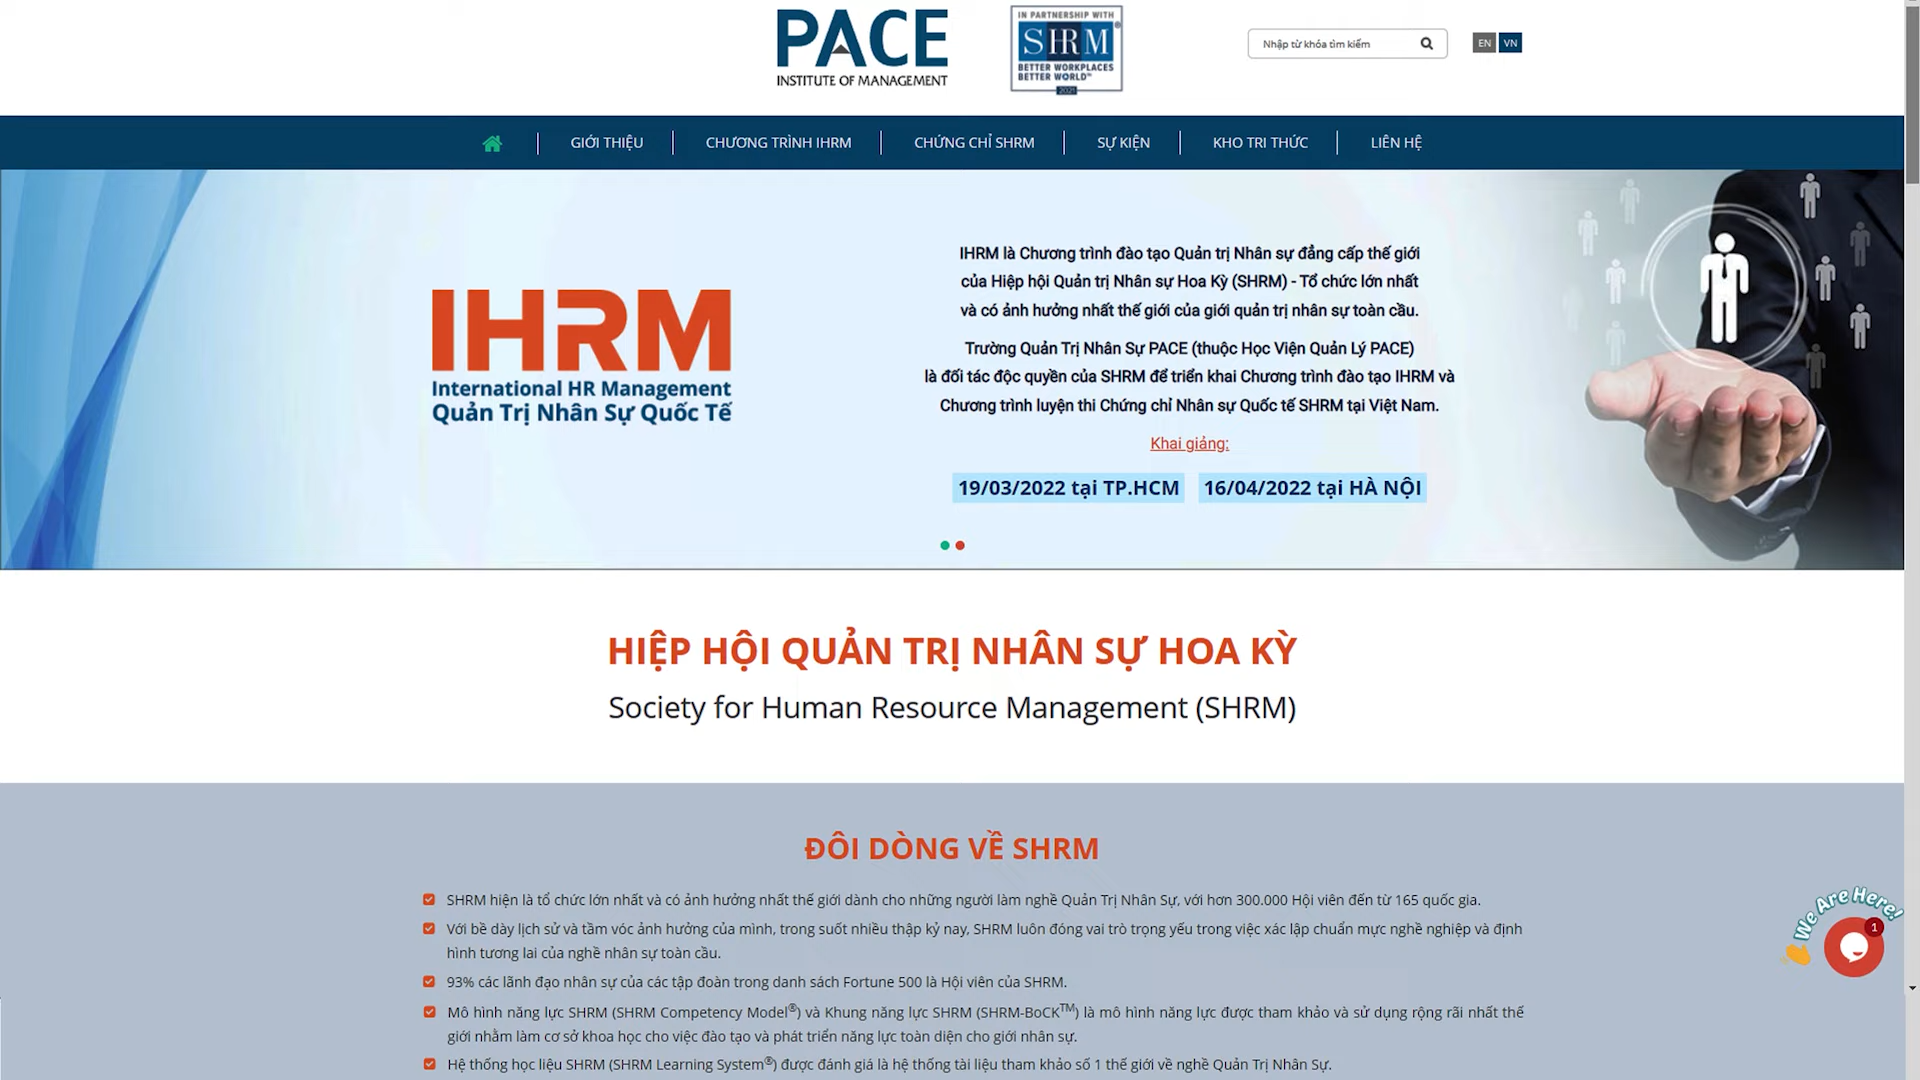 PACE
INSTITUTE OF MANAGEMENT
IN PARTNERSHIP WITH
SHRM®
BETTER WORKPLACES
BETTER WORLD™
2021
Nhập từ khóa tìm kiếm
EN VN
GIỚI THIỆU
CHƯƠNG TRÌNH IHRM
CHỨNG CHỈ SHRM
SỰ KIỆN
KHO TRI THỨC
LIÊN HỆ
IHRM
International HR Management
Quản Trị Nhân Sự Quốc Tế
IHRM là Chương trình đào tạo Quản trị Nhân sự đẳng cấp thế giới
của Hiệp hội Quản trị Nhân sự Hoa Kỳ (SHRM) - Tổ chức lớn nhất
và có ảnh hưởng nhất thế giới của giới quản trị nhân sự toàn cầu.
Trường Quản Trị Nhân Sự PACE (thuộc Học Viện Quản Lý PACE)
là đối tác độc quyền của SHRM để triển khai Chương trình đào tạo IHRM và
Chương trình luyện thi Chứng chỉ Nhân sự Quốc tế SHRM tại Việt Nam.
Khai giảng:
19/03/2022 tại TP.HCM 16/04/2022 tại HÀ NỘI
HIỆP HỘI QUẢN TRỊ NHÂN SỰ HOA KỲ
Society for Human Resource Management (SHRM)
ĐÔI DÒNG VỀ SHRM
SHRM hiện là tổ chức lớn nhất và có ảnh hưởng nhất thế giới dành cho những người làm nghề Quản Trị Nhân Sự, với hơn 300.000 Hội viên đến từ 165 quốc gia.
Với bề dày lịch sử và tầm vóc ảnh hưởng của mình, trong suốt nhiều thập kỷ nay, SHRM luôn đóng vai trò trọng yếu trong việc xác lập chuẩn mực nghề nghiệp và định
hình tương lai của nghề nhân sự toàn cầu.
93% các lãnh đạo nhân sự của các tập đoàn trong danh sách Fortune 500 là Hội viên của SHRM.
Mô hình năng lực SHRM (SHRM Competency Model®) và Khung năng lực SHRM (SHRM-BoCK™) là mô hình năng lực được tham khảo và sử dụng rộng rãi nhất thế
giới nhằm làm cơ sở khoa học cho việc đào tạo và phát triển năng lực toàn diện cho giới nhân sự.
Hệ thống học liệu SHRM (SHRM Learning System®) được đánh giá là hệ thống tài liệu tham khảo số 1 thế giới về nghề Quản Trị Nhân Sự.
We Are Here!
1